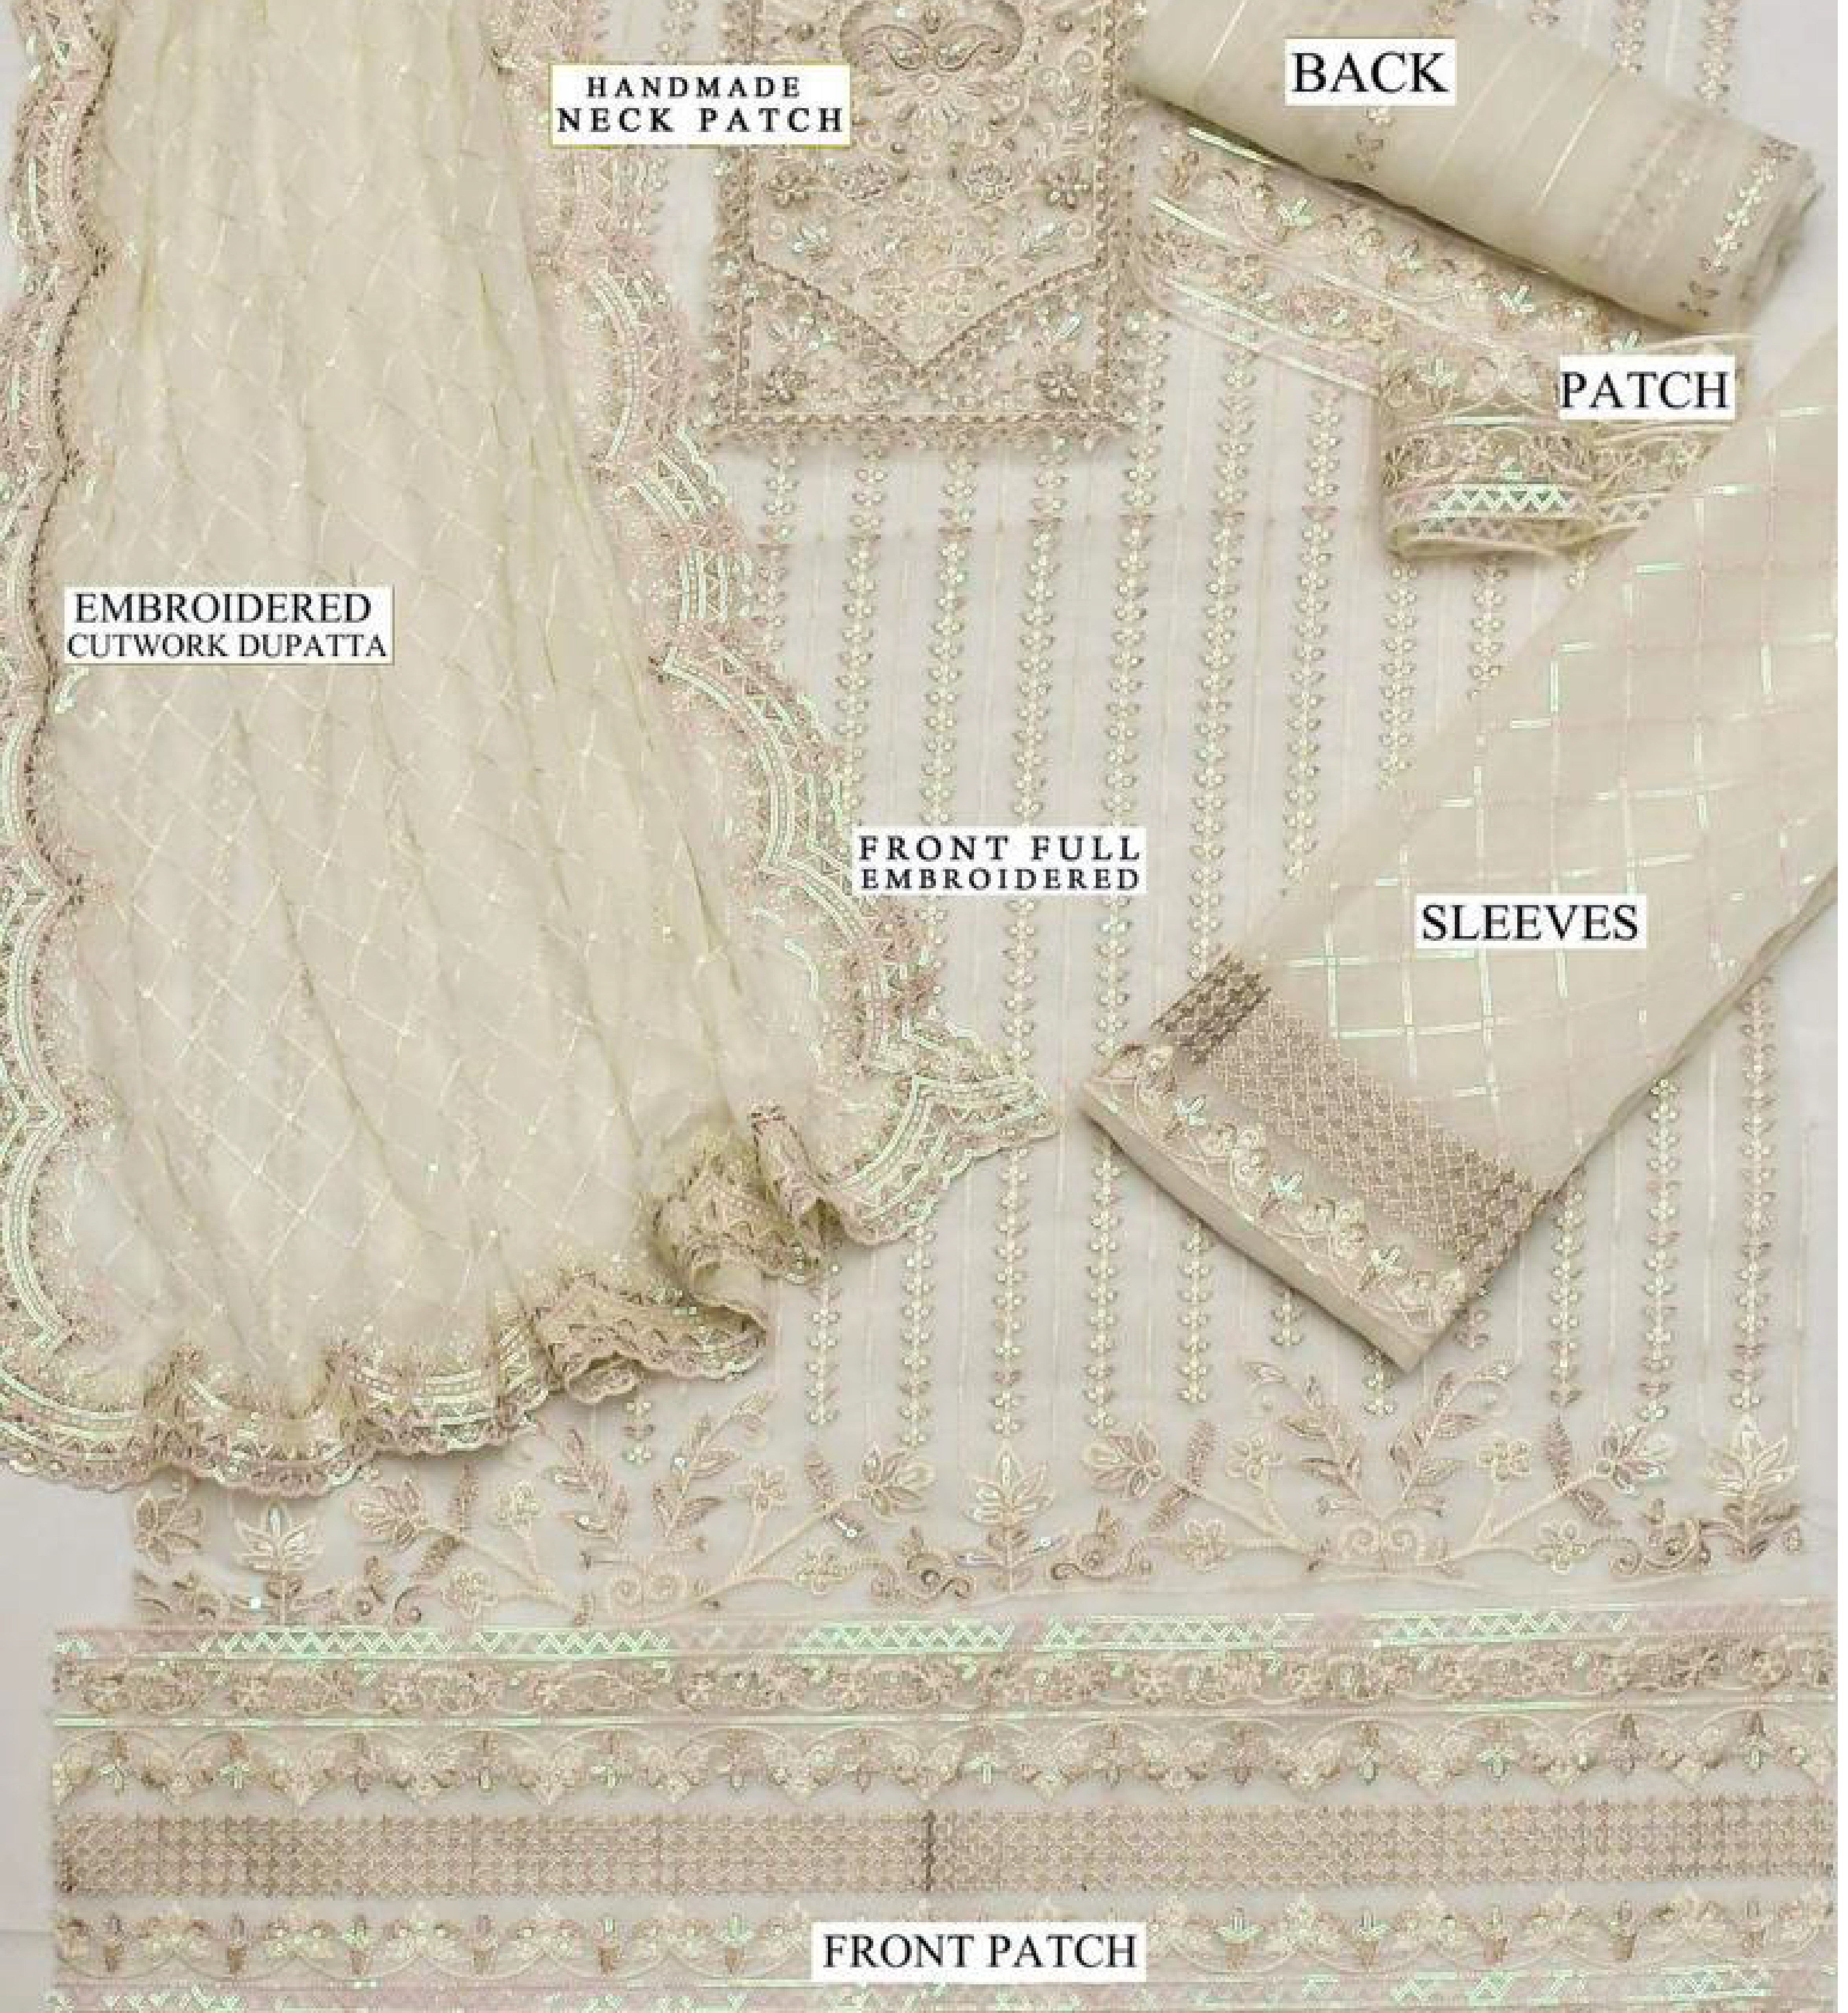 HANDMADE
NECK PATCH
BACK
PATCH
EMBROIDERED
CUTWORK DUPATTA
FRONT FULL
EMBROIDERED
SLEEVES
FRONT PATCH